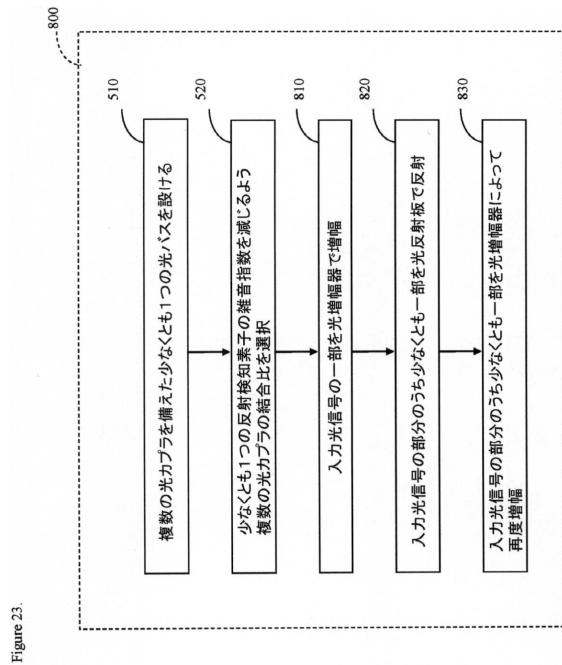 Figure 23.
800
510
複数の光カプラを備えた少なくとも1つの光バスを設ける
520
少なくとも1つの反射検知素子の雑音指数を減じるよう
複数の光カプラの結合比を選択
810
入力光信号の一部を光増幅器で増幅
820
入力光信号の部分のうち少なくとも一部を光反射板で反射
830
入力光信号の部分のうち少なくとも一部を光増幅器によって
再度増幅